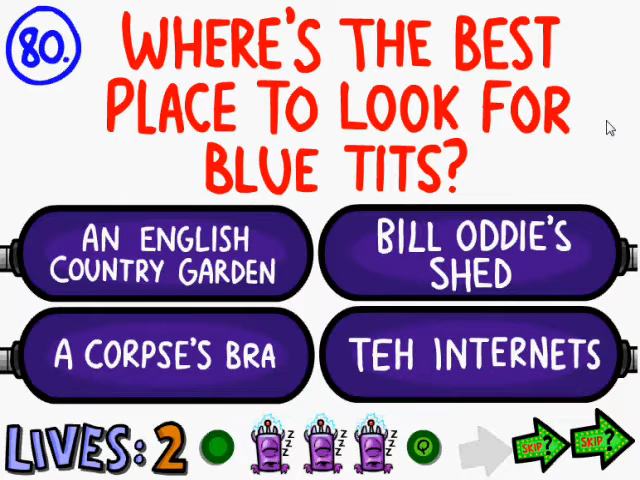 80.
WHERE'S THE BEST
PLACE TO LOOK FOR
BLUE TITS?
AN ENGLISH
COUNTRY GARDEN
BILL ODDIE'S
SHED
A CORPSE'S BRA
TEH INTERNETS
LIVES: 2
Z
Z
Z
Z
Z
Z
Z
Z
Z
Q
SKIP?
SKIP?